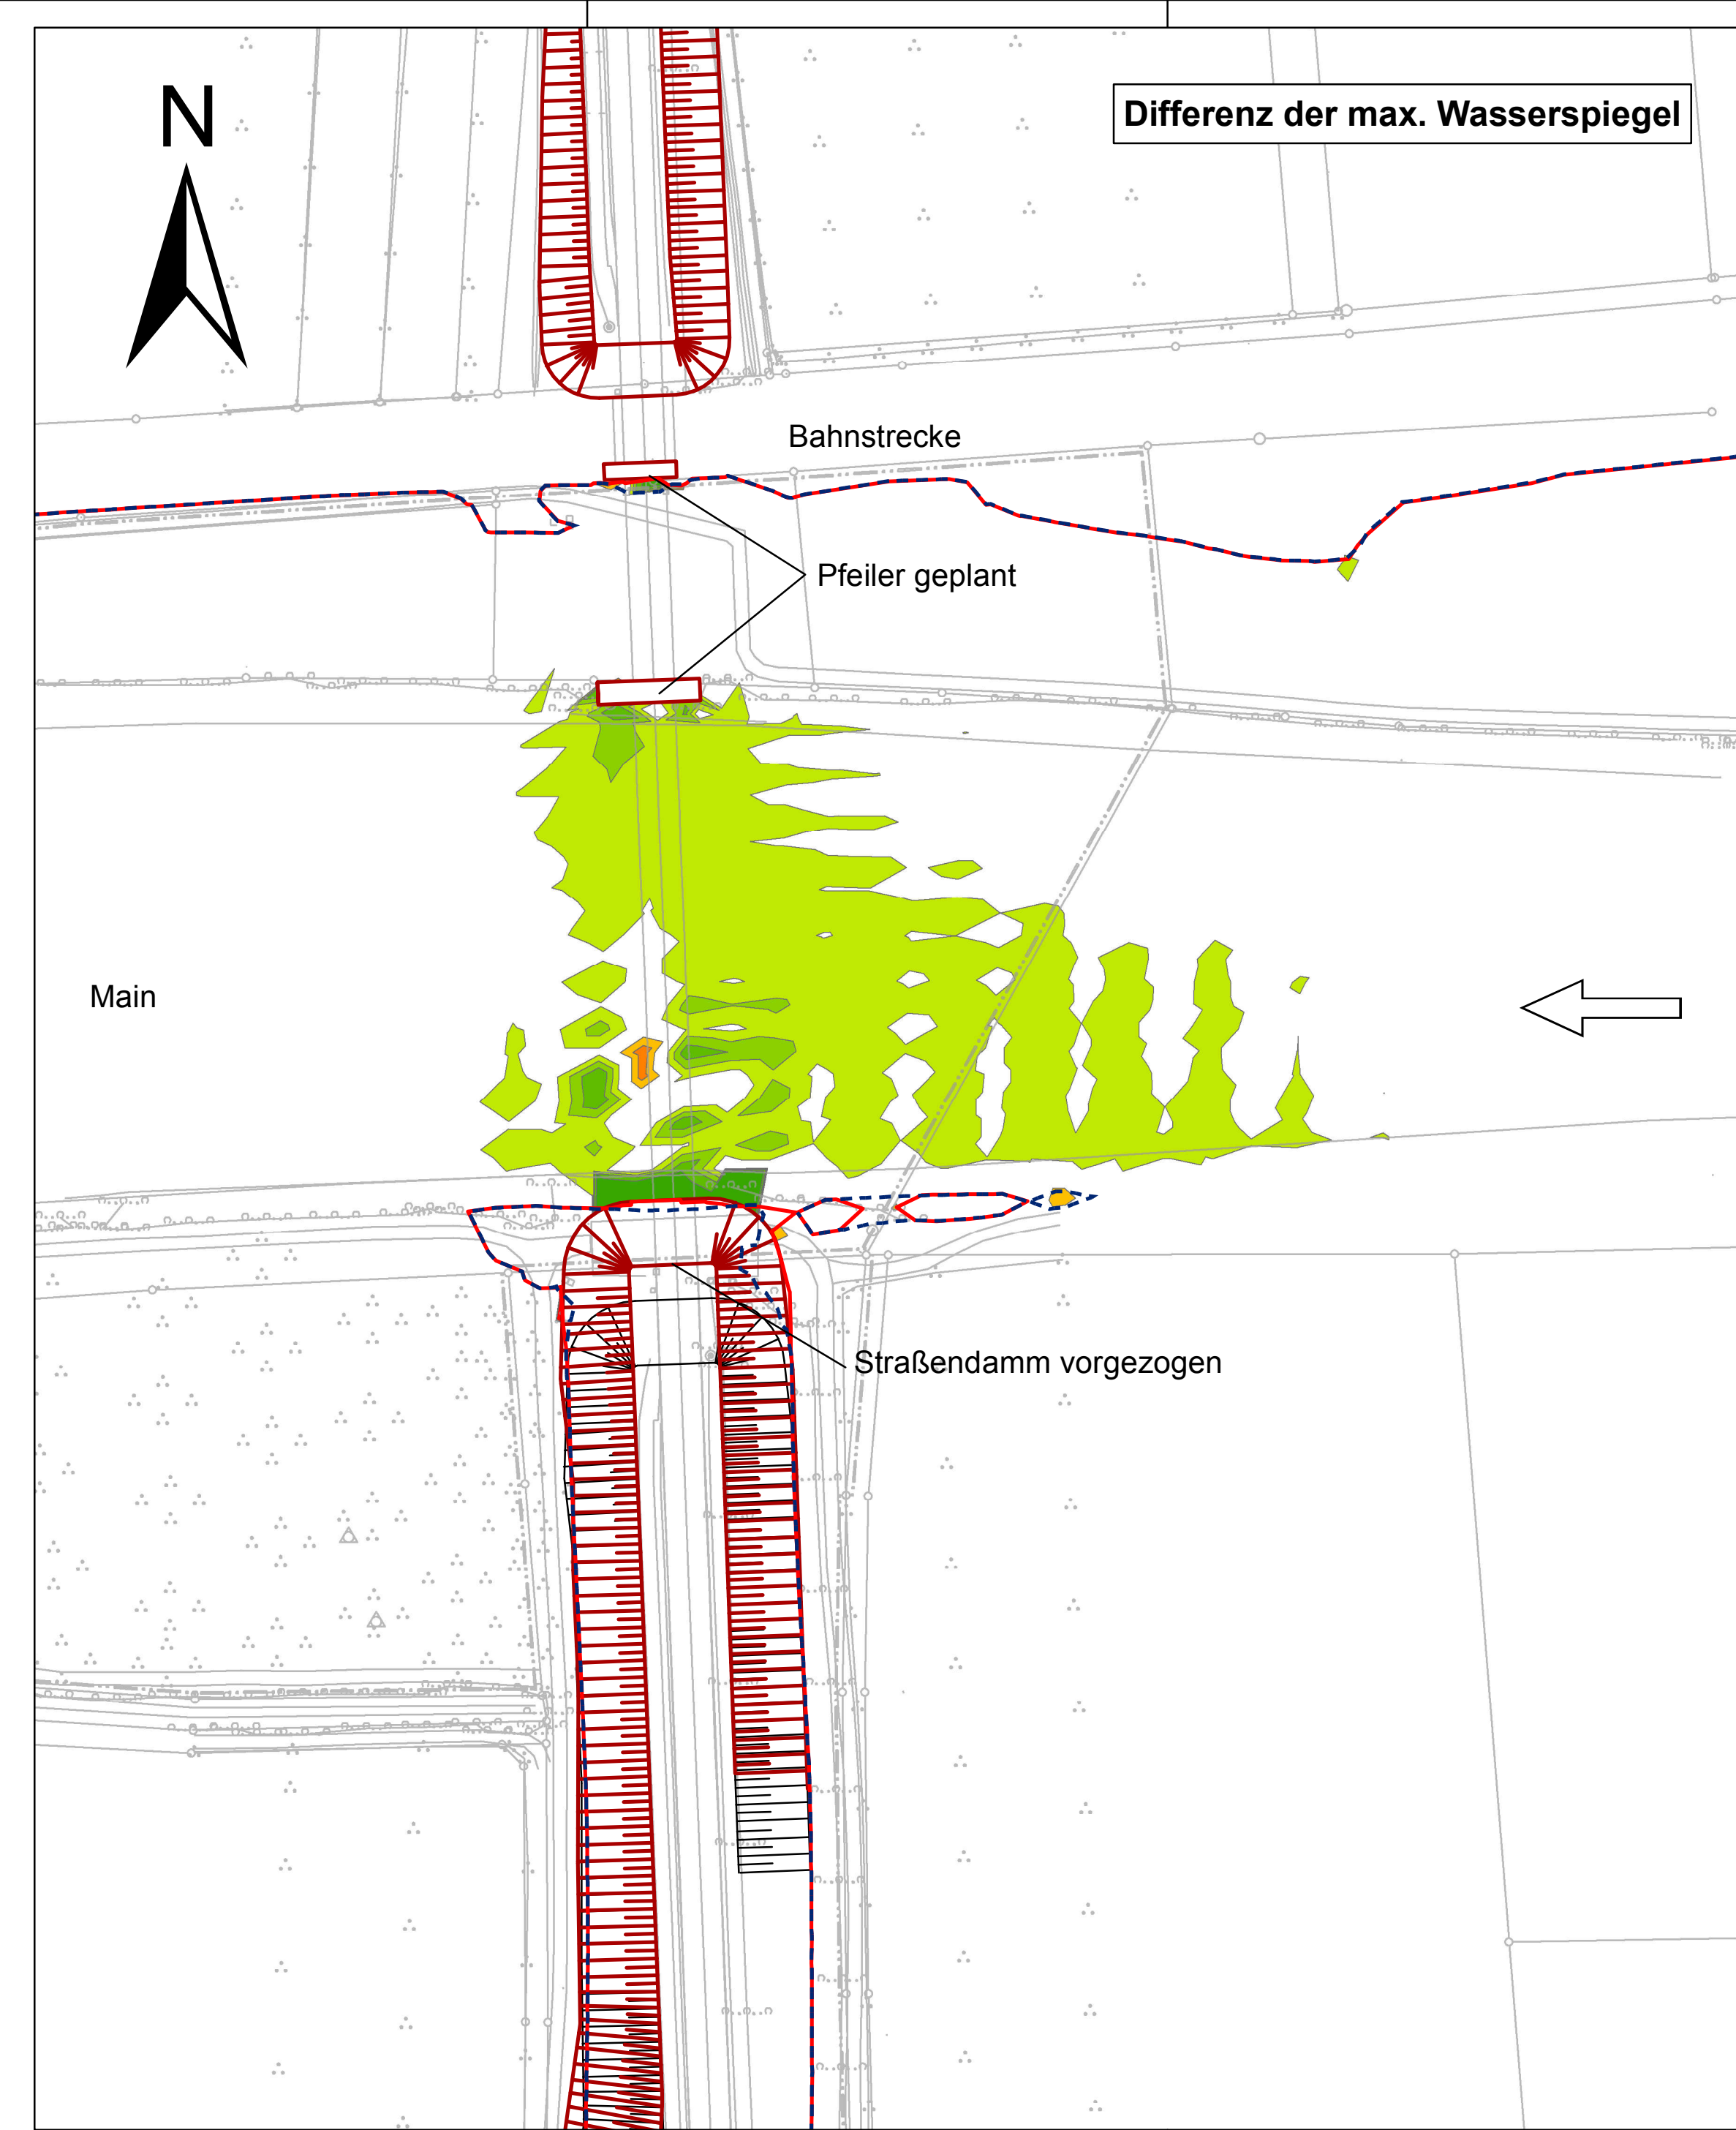 N
Differenz der max. Wasserspiegel
Bahnstrecke
Pfeiler geplant
Main
Straßendamm vorgezogen